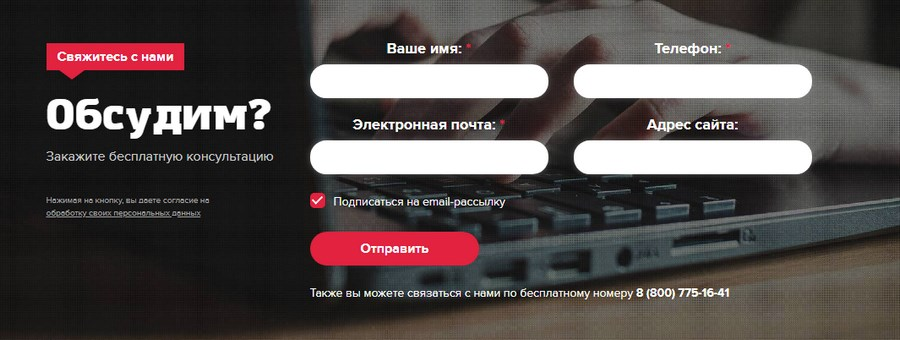 Свяжитесь с нами
Обсудим?
Закажите бесплатную консультацию
Нажимая на кнопку, вы даете согласие на
обработку своих персональных данных
Ваше имя: *
Телефон: *
Электронная почта: *
Адрес сайта:
Подписаться на email-рассылку
Отправить
Также вы можете связаться с нами по бесплатному номеру 8 (800) 775-16-41